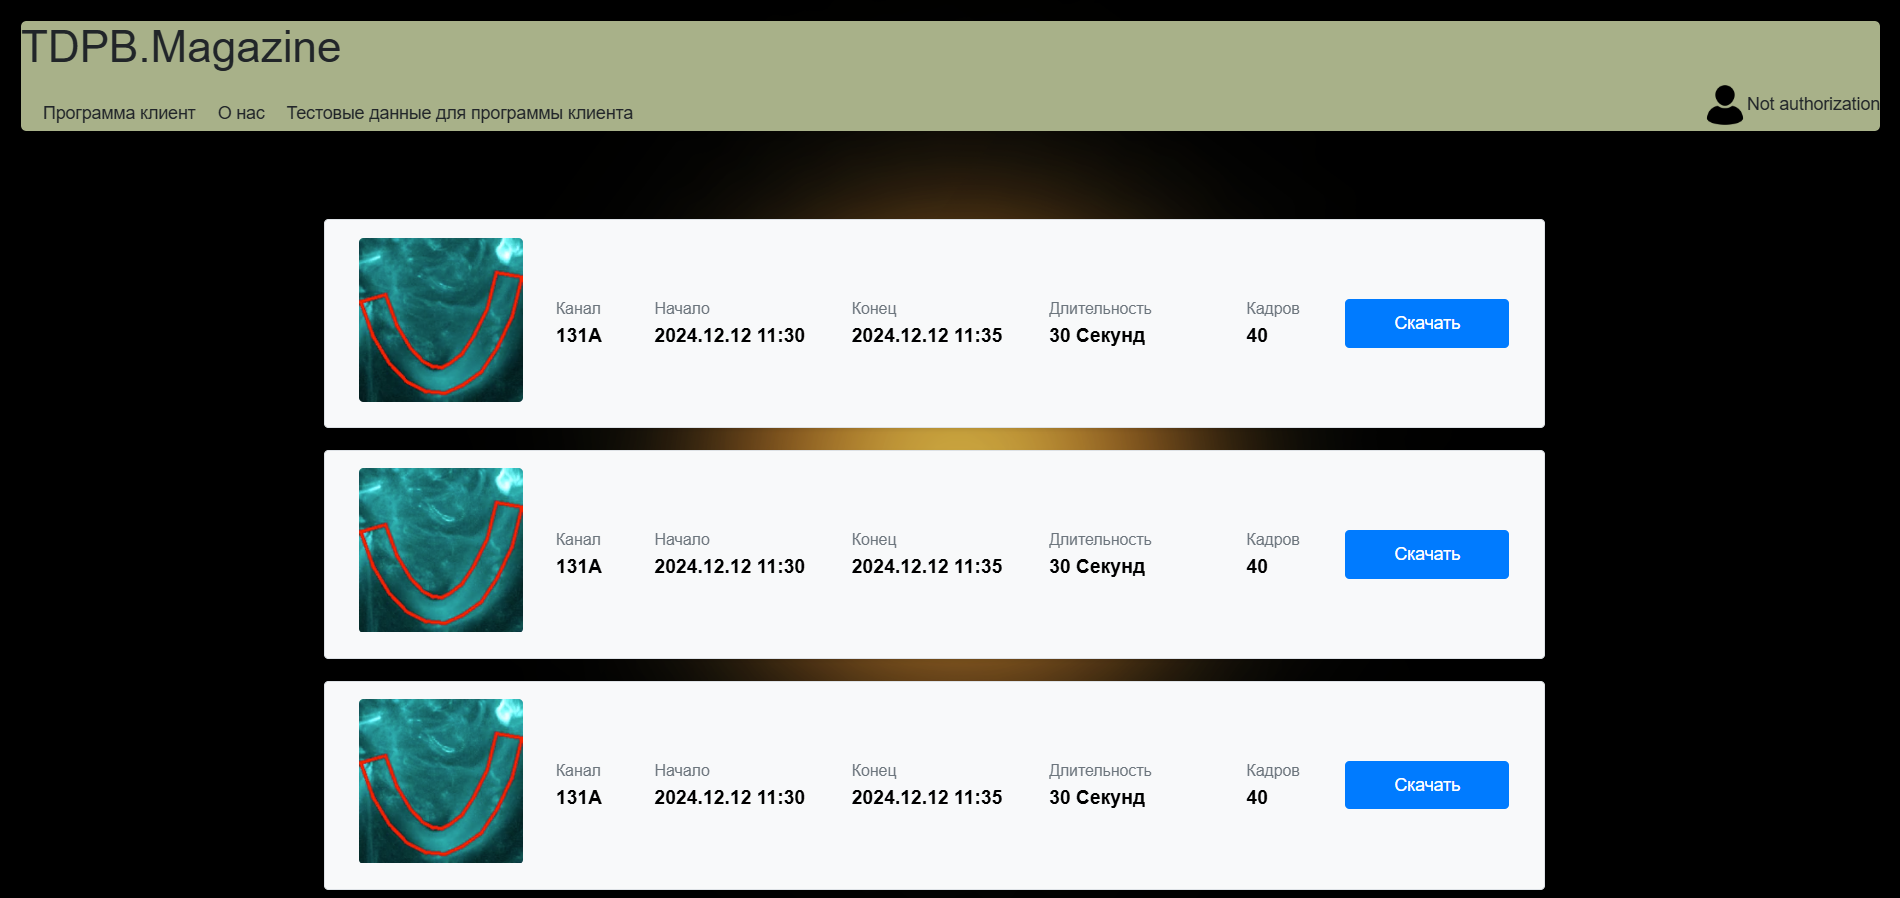 TDPB.Magazine
Программа клиент О нас Тестовые данные для программы клиента
Not authorization
Канал Начало Конец Длительность Кадров
131A 2024.12.12 11:30 2024.12.12 11:35 30 Секунд 40
Скачать
Канал Начало Конец Длительность Кадров
131A 2024.12.12 11:30 2024.12.12 11:35 30 Секунд 40
Скачать
Канал Начало Конец Длительность Кадров
131A 2024.12.12 11:30 2024.12.12 11:35 30 Секунд 40
Скачать